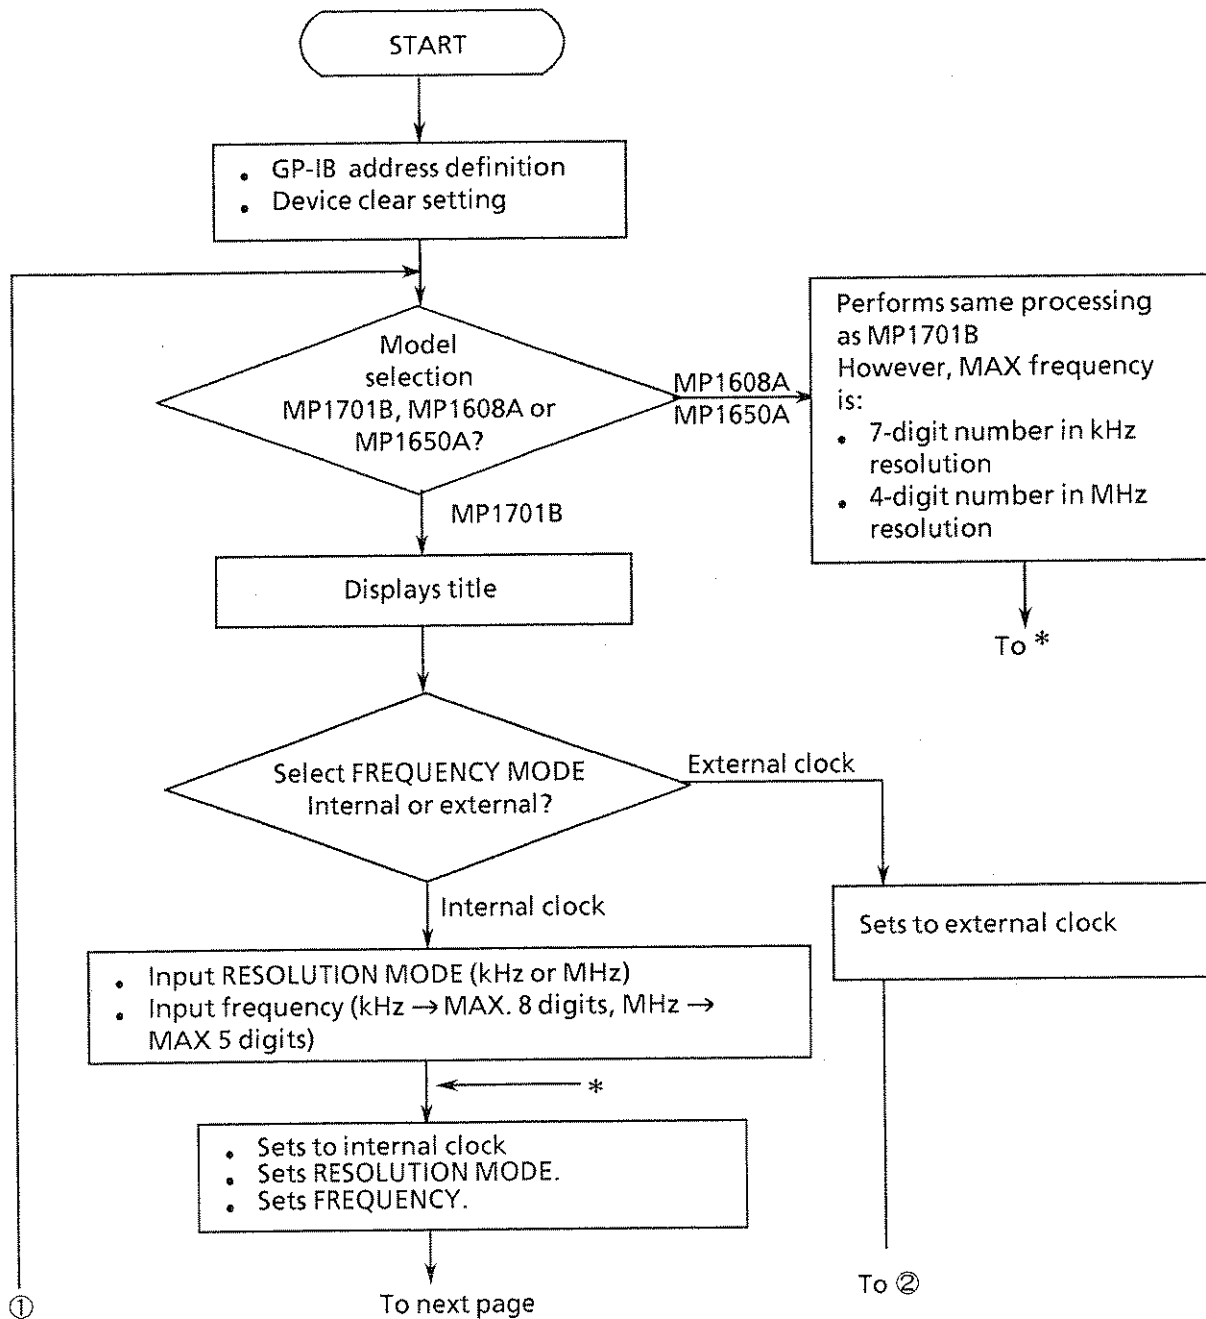 START
• GP-IB address definition
• Device clear setting
Model
selection
MP1701B, MP1608A or
MP1650A?
MP1608A
MP1650A
Performs same processing
as MP1701B
However, MAX frequency
is:
• 7-digit number in kHz
resolution
• 4-digit number in MHz
resolution
To *
MP1701B
Displays title
Select FREQUENCY MODE
Internal or external?
External clock
Sets to external clock
Internal clock
• Input RESOLUTION MODE (kHz or MHz)
• Input frequency (kHz → MAX. 8 digits, MHz →
MAX 5 digits)
*
• Sets to internal clock
• Sets RESOLUTION MODE.
• Sets FREQUENCY.
To ②
①
To next page